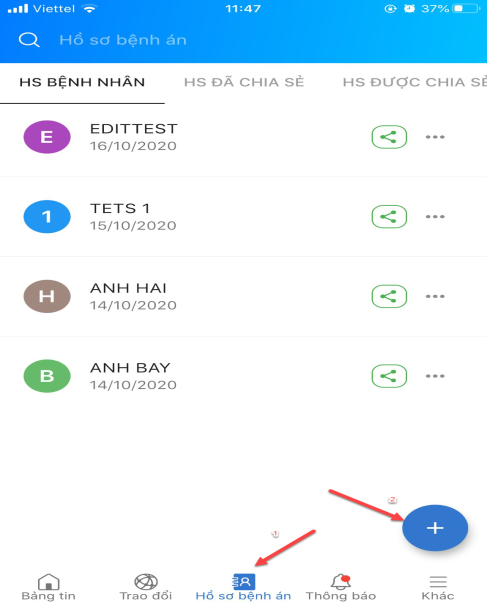 Viettel 11:47 37%
Hồ sơ bệnh án
HS BỆNH NHÂN HS ĐÃ CHIA SẺ HS ĐƯỢC CHIA SẺ
E EDITTEST
16/10/2020
1 TETS 1
15/10/2020
H ANH HAI
14/10/2020
B ANH BAY
14/10/2020
2
+
1
Bảng tin Trao đổi Hồ sơ bệnh án Thông báo Khác